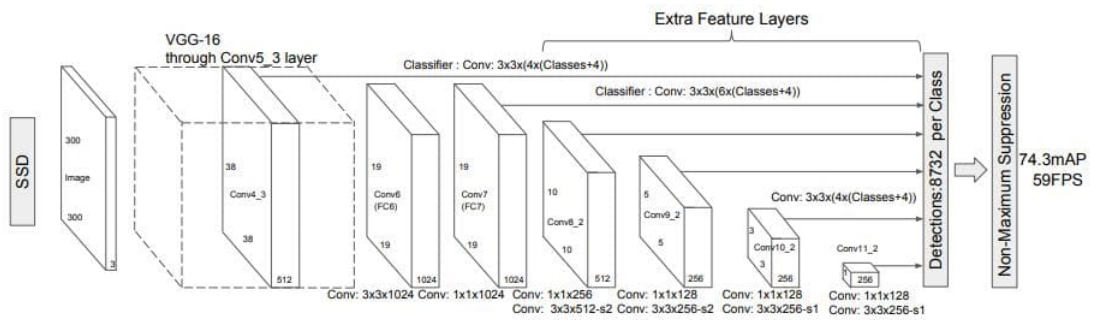 Extra Feature Layers
VGG-16
through Conv5_3 layer
Classifier : Conv: 3x3x(4x(Classes+4))
Classifier : Conv: 3x3x(6x(Classes+4))
SSD
300
Image
300
3
38
Conv4_3
38
512
19
Conv6
(FC6)
19
1024
19
Conv7
(FC7)
19
1024
10
Conv8_2
10
512
5
Conv9_2
5
256
Conv: 3x3x(4x(Classes+4))
3
Conv10_2
3
256
Conv11_2
1
256
Detections:8732 per Class
Non-Maximum Suppression
74.3mAP
59FPS
Conv: 3x3x1024
Conv: 1x1x1024
Conv: 1x1x256
Conv: 3x3x512-s2
Conv: 1x1x128
Conv: 3x3x256-s2
Conv: 1x1x128
Conv: 3x3x256-s1
Conv: 1x1x128
Conv: 3x3x256-s1